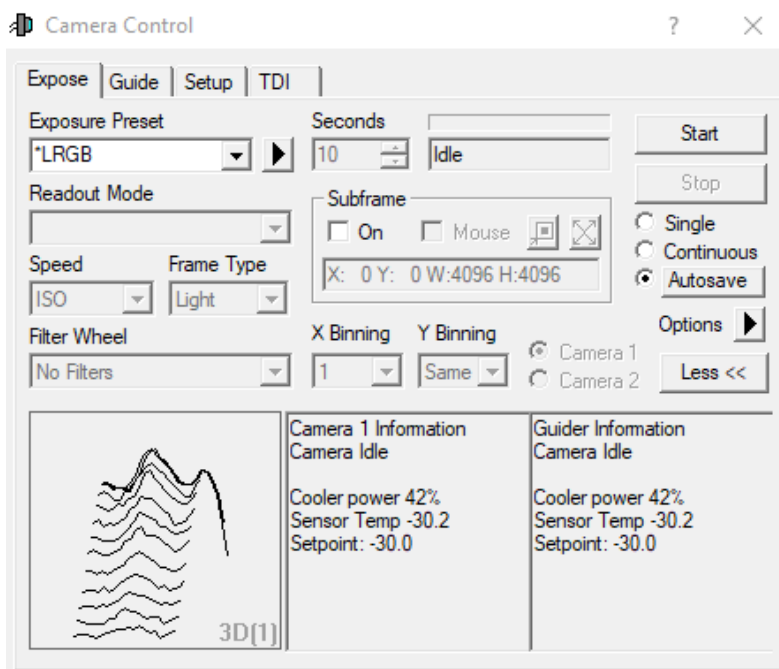 Camera Control
?
Expose Guide Setup TDI
Exposure Preset
*LRGB
Seconds
10
Idle
Start
Stop
Readout Mode
Subframe
On
Mouse
X: 0 Y: 0 W:4096 H:4096
Single
Continuous
Autosave
Speed
Frame Type
ISO
Light
Options
Filter Wheel
No Filters
X Binning
Y Binning
1
Same
Camera 1
Camera 2
Less <<
3D(1)
Camera 1 Information
Camera Idle
Cooler power 42%
Sensor Temp -30.2
Setpoint: -30.0
Guider Information
Camera Idle
Cooler power 42%
Sensor Temp -30.2
Setpoint: -30.0